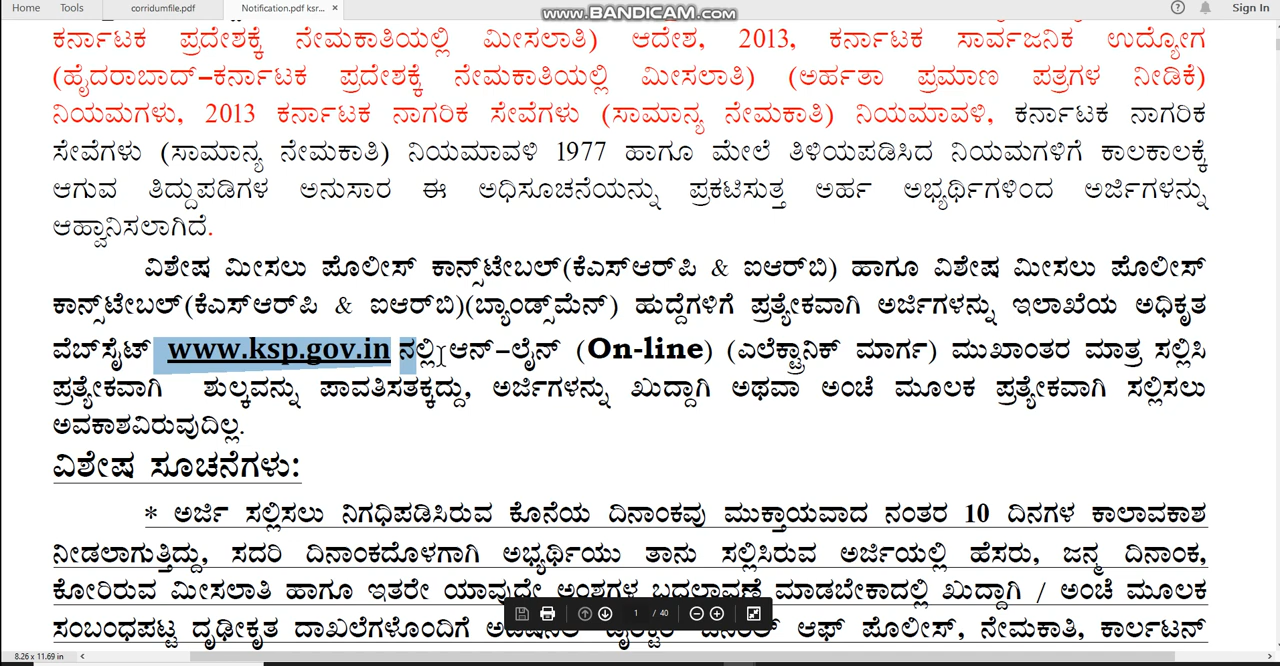 Home Tools corridumfile.pdf Notification.pdf ksr... × Sign In
www.BANDICAM.com
ಕರ್ನಾಟಕ ಪ್ರದೇಶಕ್ಕೆ ನೇಮಕಾತಿಯಲ್ಲಿ ಮೀಸಲಾತಿ) ಆದೇಶ, 2013, ಕರ್ನಾಟಕ ಸಾರ್ವಜನಿಕ ಉದ್ಯೋಗ
(ಹೈದರಾಬಾದ್-ಕರ್ನಾಟಕ ಪ್ರದೇಶಕ್ಕೆ ನೇಮಕಾತಿಯಲ್ಲಿ ಮೀಸಲಾತಿ) (ಅರ್ಹತಾ ಪ್ರಮಾಣ ಪತ್ರಗಳ ನೀಡಿಕೆ)
ನಿಯಮಗಳು, 2013 ಕರ್ನಾಟಕ ನಾಗರಿಕ ಸೇವೆಗಳು (ಸಾಮಾನ್ಯ ನೇಮಕಾತಿ) ನಿಯಮಾವಳಿ, ಕರ್ನಾಟಕ ನಾಗರಿಕ
ಸೇವೆಗಳು (ಸಾಮಾನ್ಯ ನೇಮಕಾತಿ) ನಿಯಮಾವಳಿ 1977 ಹಾಗೂ ಮೇಲೆ ತಿಳಿಯಪಡಿಸಿದ ನಿಯಮಗಳಿಗೆ ಕಾಲಕಾಲಕ್ಕೆ
ಆಗುವ ತಿದ್ದುಪಡಿಗಳ ಅನುಸಾರ ಈ ಅಧಿಸೂಚನೆಯನ್ನು ಪ್ರಕಟಿಸುತ್ತ ಅರ್ಹ ಅಭ್ಯರ್ಥಿಗಳಿಂದ ಅರ್ಜಿಗಳನ್ನು
ಆಹ್ವಾನಿಸಲಾಗಿದೆ.
ವಿಶೇಷ ಮೀಸಲು ಪೊಲೀಸ್ ಕಾನ್ಸ್‌ಟೇಬಲ್(ಕೆಎಸ್‌ಆರ್‌ಪಿ & ಐಆರ್‌ಬಿ) ಹಾಗೂ ವಿಶೇಷ ಮೀಸಲು ಪೊಲೀಸ್
ಕಾನ್ಸ್‌ಟೇಬಲ್(ಕೆಎಸ್‌ಆರ್‌ಪಿ & ಐಆರ್‌ಬಿ)(ಬ್ಯಾಂಡ್ಸ್‌ಮೆನ್) ಹುದ್ದೆಗಳಿಗೆ ಪ್ರತ್ಯೇಕವಾಗಿ ಅರ್ಜಿಗಳನ್ನು ಇಲಾಖೆಯ ಅಧಿಕೃತ
ವೆಬ್‌ಸೈಟ್ www.ksp.gov.in ನಲ್ಲಿ ಆನ್-ಲೈನ್ (On-line) (ಎಲೆಕ್ಟ್ರಾನಿಕ್ ಮಾರ್ಗ) ಮುಖಾಂತರ ಮಾತ್ರ ಸಲ್ಲಿಸಿ
ಪ್ರತ್ಯೇಕವಾಗಿ ಶುಲ್ಕವನ್ನು ಪಾವತಿಸತಕ್ಕದ್ದು, ಅರ್ಜಿಗಳನ್ನು ಖುದ್ದಾಗಿ ಅಥವಾ ಅಂಚೆ ಮೂಲಕ ಪ್ರತ್ಯೇಕವಾಗಿ ಸಲ್ಲಿಸಲು
ಅವಕಾಶವಿರುವುದಿಲ್ಲ.
ವಿಶೇಷ ಸೂಚನೆಗಳು:
* ಅರ್ಜಿ ಸಲ್ಲಿಸಲು ನಿಗಧಿಪಡಿಸಿರುವ ಕೊನೆಯ ದಿನಾಂಕವು ಮುಕ್ತಾಯವಾದ ನಂತರ 10 ದಿನಗಳ ಕಾಲಾವಕಾಶ
ನೀಡಲಾಗುತ್ತಿದ್ದು, ಸದರಿ ದಿನಾಂಕದೊಳಗಾಗಿ ಅಭ್ಯರ್ಥಿಯು ತಾನು ಸಲ್ಲಿಸಿರುವ ಅರ್ಜಿಯಲ್ಲಿ ಹೆಸರು, ಜನ್ಮ ದಿನಾಂಕ,
ಕೋರಿರುವ ಮೀಸಲಾತಿ ಹಾಗೂ ಇತರೇ ಯಾವುದೇ ಅಂಶಗಳ ಬದಲಾವಣೆ ಮಾಡಬೇಕಾದಲ್ಲಿ ಖುದ್ದಾಗಿ / ಅಂಚೆ ಮೂಲಕ
ಸಂಬಂಧಪಟ್ಟ ದೃಢೀಕೃತ ದಾಖಲೆಗಳೊಂದಿಗೆ ಆಫ್ ಪೊಲೀಸ್, ನೇಮಕಾತಿ, ಕಾರ್ಲಟನ್
1 / 40
8.26 x 11.69 in